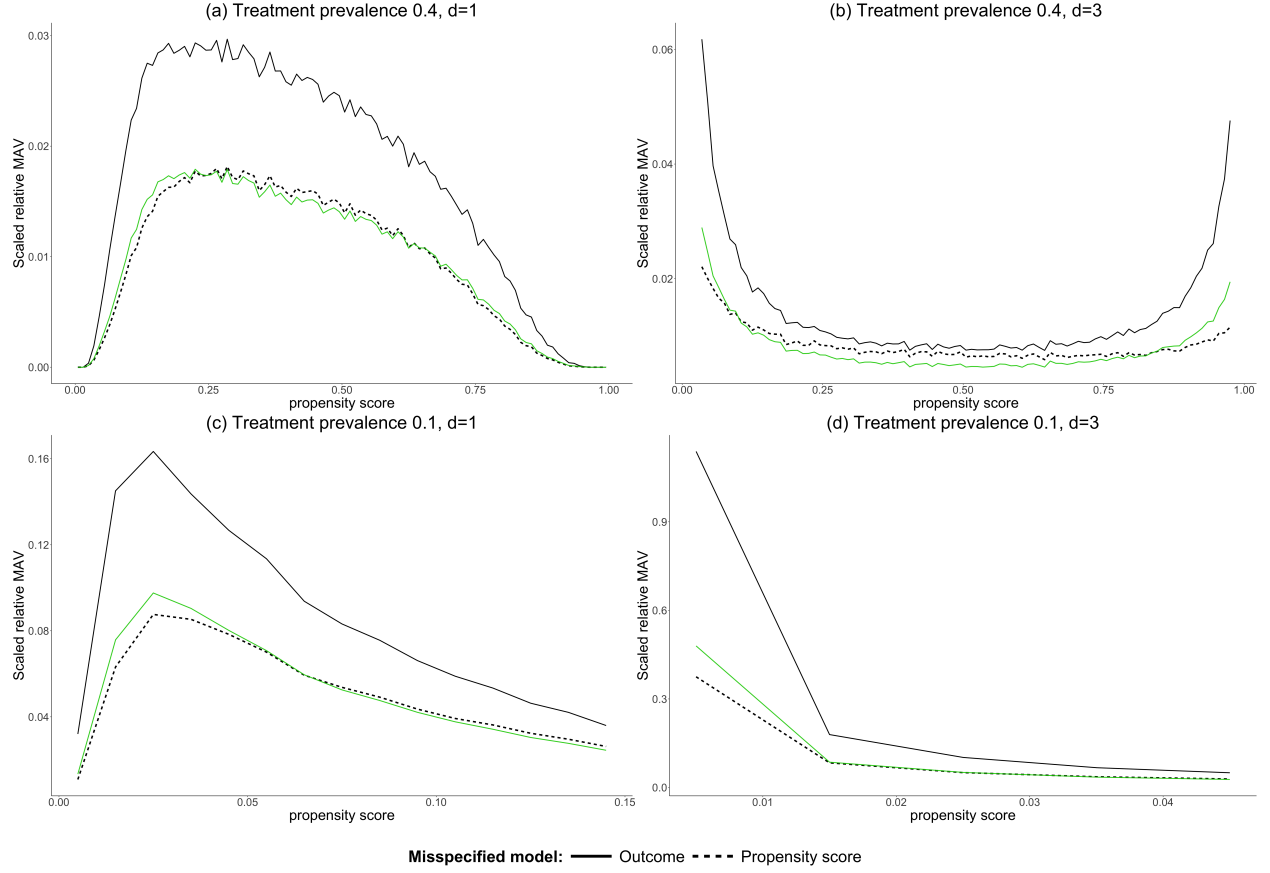 (a) Treatment prevalence 0.4, d=1
Scaled relative MAV
0.03
0.02
0.01
0.00
0.00 0.25 0.50 0.75 1.00
propensity score
(b) Treatment prevalence 0.4, d=3
Scaled relative MAV
0.06
0.04
0.02
0.00 0.25 0.50 0.75 1.00
propensity score
(c) Treatment prevalence 0.1, d=1
Scaled relative MAV
0.16
0.12
0.08
0.04
0.00 0.05 0.10 0.15
propensity score
(d) Treatment prevalence 0.1, d=3
Scaled relative MAV
0.9
0.6
0.3
0.0
0.01 0.02 0.03 0.04
propensity score
Misspecified model: Outcome Propensity score